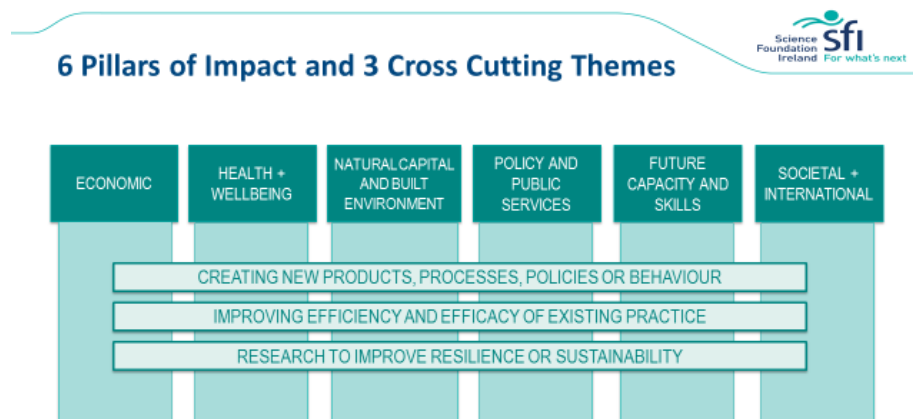 Science
Foundation
Ireland
sfi
For what's next
6 Pillars of Impact and 3 Cross Cutting Themes
ECONOMIC
HEALTH +
WELLBEING
NATURAL CAPITAL
AND BUILT
ENVIRONMENT
POLICY AND
PUBLIC
SERVICES
FUTURE
CAPACITY AND
SKILLS
SOCIETAL +
INTERNATIONAL
CREATING NEW PRODUCTS, PROCESSES, POLICIES OR BEHAVIOUR
IMPROVING EFFICIENCY AND EFFICACY OF EXISTING PRACTICE
RESEARCH TO IMPROVE RESILIENCE OR SUSTAINABILITY